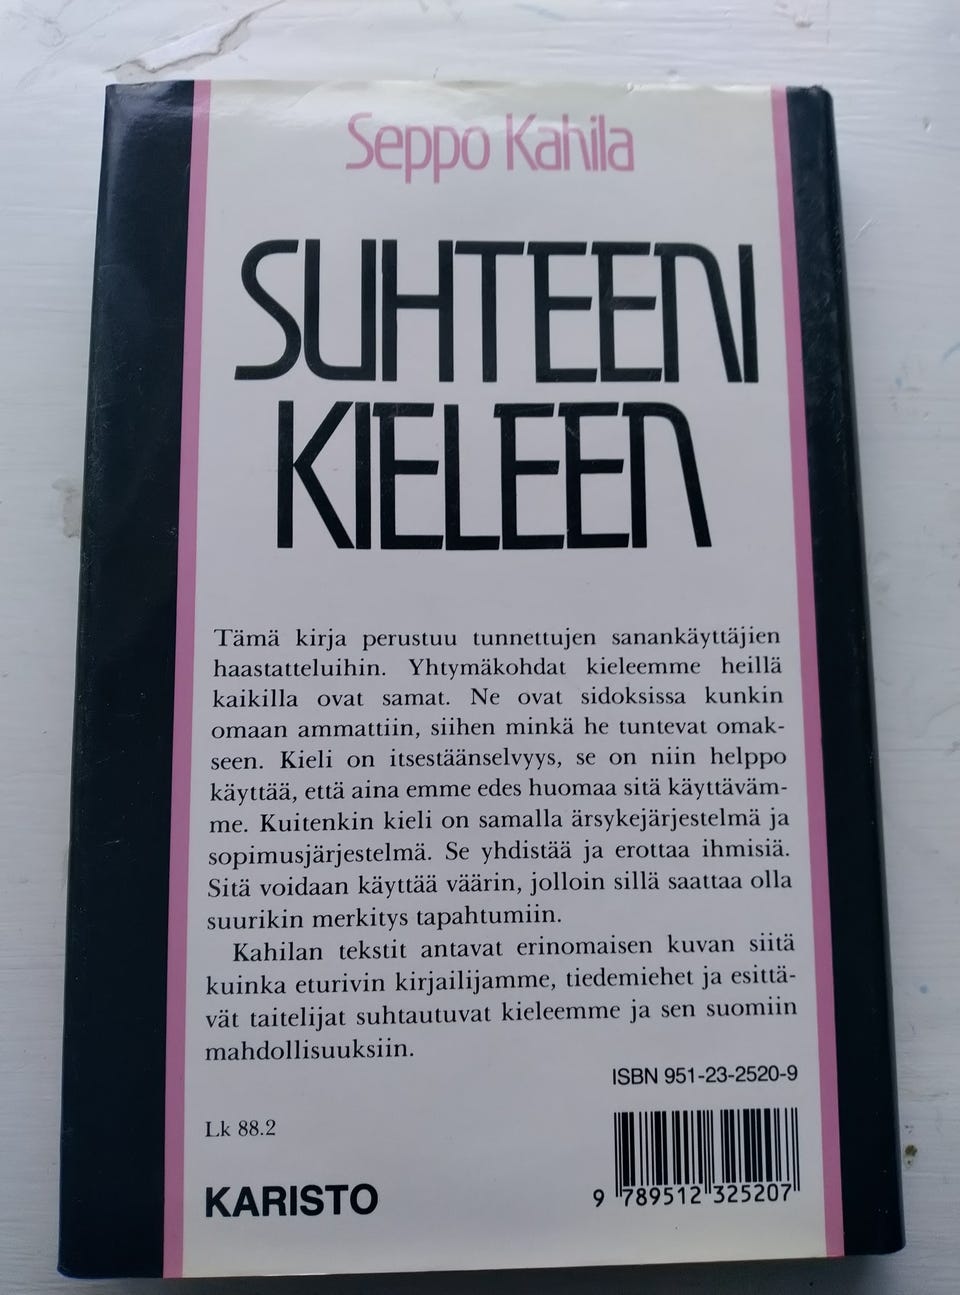 Seppo Kahila
SUHTEENI
KIELEEN
Tämä kirja perustuu tunnettujen sanankäyttäjien
haastatteluihin. Yhtymäkohdat kieleemme heillä
kaikilla ovat samat. Ne ovat sidoksissa kunkin
omaan ammattiin, siihen minkä he tuntevat omak-
seen. Kieli on itsestäänselvyys, se on niin helppo
käyttää, että aina emme edes huomaa sitä käyttäväm-
me. Kuitenkin kieli on samalla ärsykejärjestelmä ja
sopimusjärjestelmä. Se yhdistää ja erottaa ihmisiä.
Sitä voidaan käyttää väärin, jolloin sillä saattaa olla
suurikin merkitys tapahtumiin.
Kahilan tekstit antavat erinomaisen kuvan siitä
kuinka eturivin kirjailijamme, tiedemiehet ja esittä-
vät taitelijat suhtautuvat kieleemme ja sen suomiin
mahdollisuuksiin.
ISBN 951-23-2520-9
Lk 88.2
KARISTO
9 789512 325207